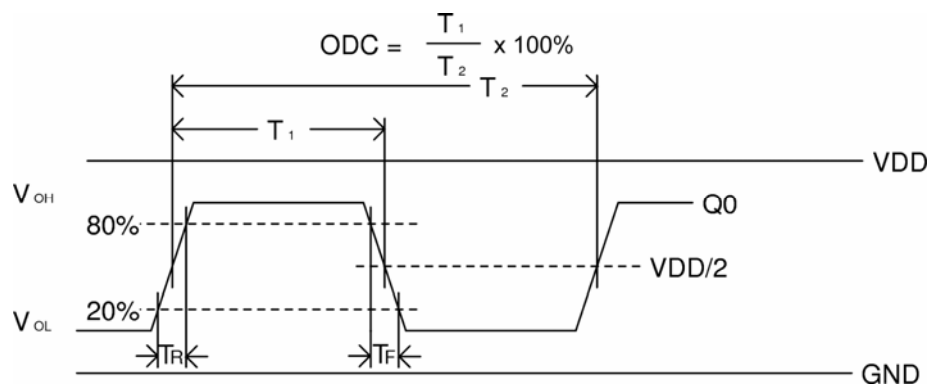 ODC = T1/T2 x 100%
T2
T1
VDD
VOH
Q0
80%
VDD/2
20%
VOL
TR
TF
GND